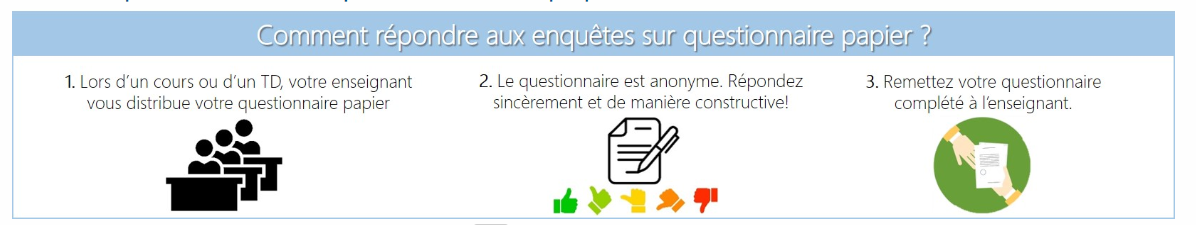 Comment répondre aux enquêtes sur questionnaire papier ?
1. Lors d'un cours ou d'un TD, votre enseignant
vous distribue votre questionnaire papier
2. Le questionnaire est anonyme. Répondez
sincèrement et de manière constructive!
3. Remettez votre questionnaire
complété à l'enseignant.